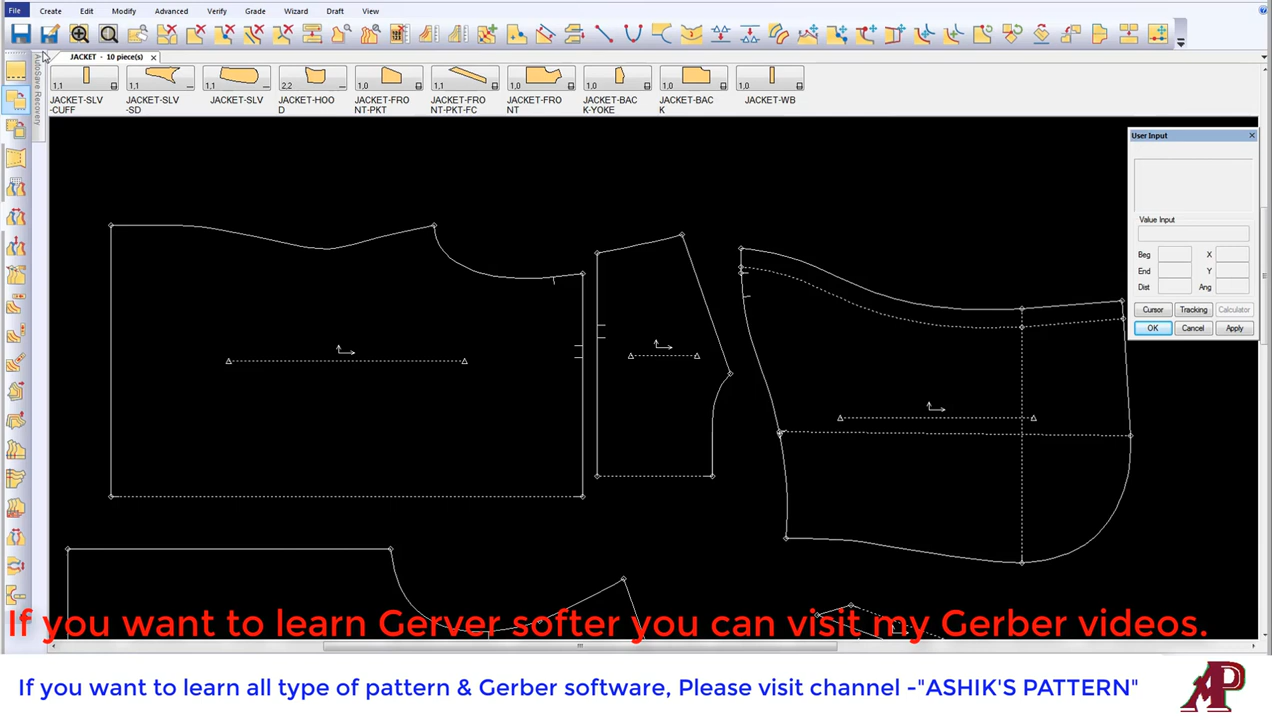 File Create Edit Modify Advanced Verify Grade Wizard Draft View
JACKET - 10 piece(s)
AutoSave Recovery
1,1 1,1 1,1 2,2 1,0 1,1 1,0 1,0 1,0 1,0
JACKET-SLV JACKET-SLV JACKET-SLV JACKET-HOO JACKET-FRO JACKET-FRO JACKET-FRO JACKET-BAC JACKET-BAC JACKET-WB
-CUFF -SD D NT-PKT NT-PKT-FC NT K-YOKE K
User Input
Value Input
Beg X
End Y
Dist Ang
Cursor Tracking Calculator
OK Cancel Apply
If you want to learn Gerver softer you can visit my Gerber videos.
If you want to learn all type of pattern & Gerber software, Please visit channel -"ASHIK'S PATTERN"
AP